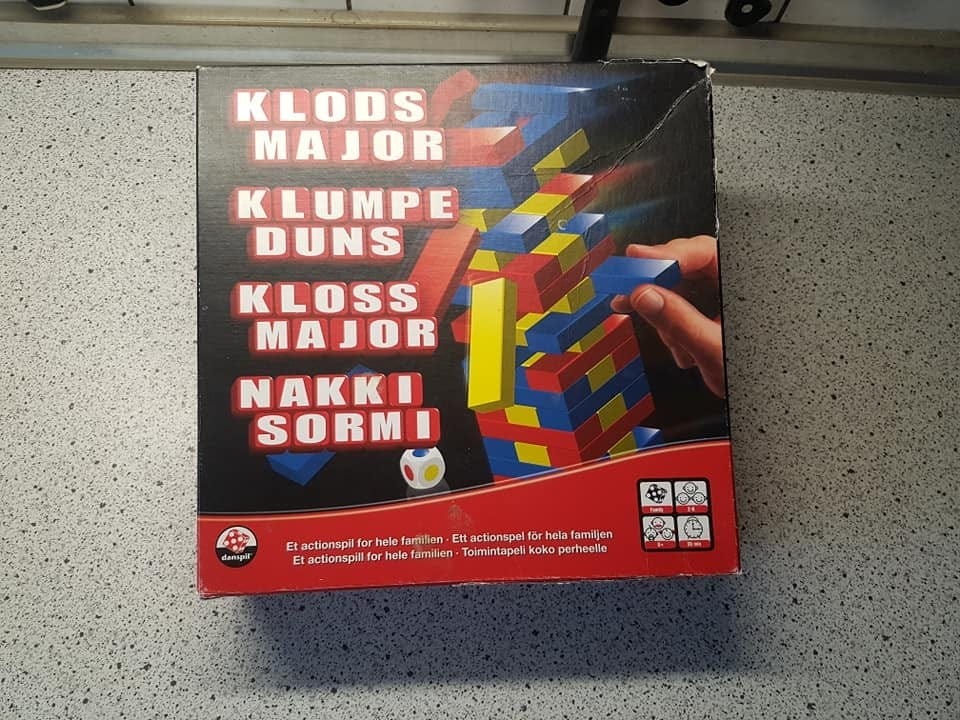 KLODS
MAJOR
KLUMPE
DUNS
KLOSS
MAJOR
NAKKI
SORMI
danspil
Et actionspil for hele familien · Ett actionspel för hela familjen
Et actionspill for hele familien · Toimintapeli koko perheelle
Family